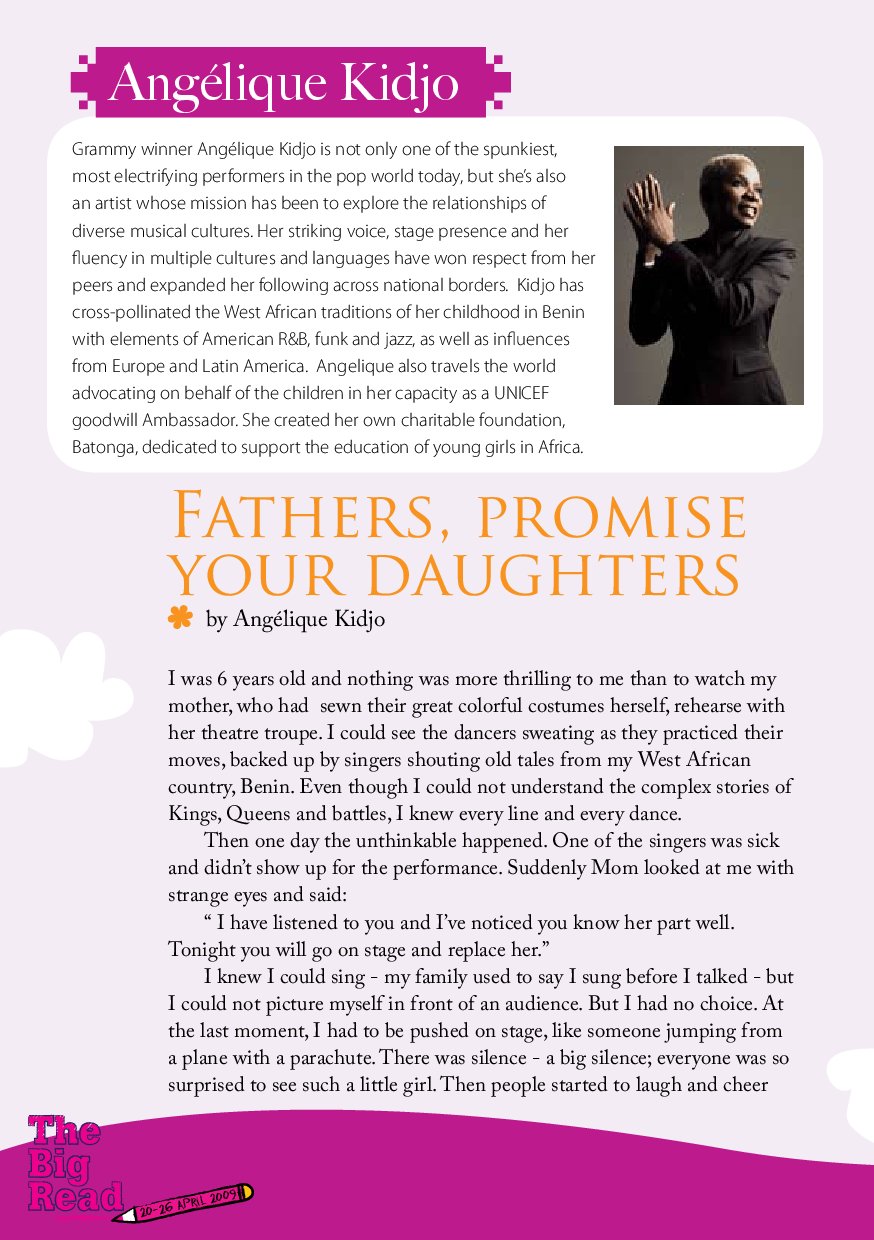 Angélique Kidjo
Grammy winner Angélique Kidjo is not only one of the spunkiest,
most electrifying performers in the pop world today, but she’s also
an artist whose mission has been to explore the relationships of
diverse musical cultures. Her striking voice, stage presence and her
fluency in multiple cultures and languages have won respect from her
peers and expanded her following across national borders.  Kidjo has
cross-pollinated the West African traditions of her childhood in Benin
with elements of American R&B, funk and jazz, as well as influences
from Europe and Latin America.  Angelique also travels the world
advocating on behalf of the children in her capacity as a UNICEF
goodwill Ambassador. She created her own charitable foundation,
Batonga, dedicated to support the education of young girls in Africa.
Fathers, promise
your daughters
by Angélique Kidjo
I was 6 years old and nothing was more thrilling to me than to watch my
mother, who had  sewn their great colorful costumes herself, rehearse with
her theatre troupe. I could see the dancers sweating as they practiced their
moves, backed up by singers shouting old tales from my West African
country, Benin. Even though I could not understand the complex stories of
Kings, Queens and battles, I knew every line and every dance.
Then one day the unthinkable happened. One of the singers was sick
and didn’t show up for the performance. Suddenly Mom looked at me with
strange eyes and said:
“ I have listened to you and I’ve noticed you know her part well.
Tonight you will go on stage and replace her.”
I knew I could sing - my family used to say I sung before I talked - but
I could not picture myself in front of an audience. But I had no choice. At
the last moment, I had to be pushed on stage, like someone jumping from
a plane with a parachute. There was silence - a big silence; everyone was so
surprised to see such a little girl. Then people started to laugh and cheer
The
Big
Read
20-26 APRIL 2009